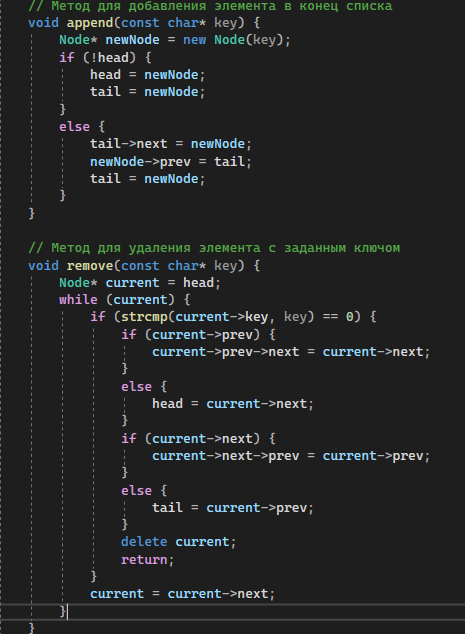 // Метод для добавления элемента в конец списка
void append(const char* key) {
    Node* newNode = new Node(key);
    if (!head) {
        head = newNode;
        tail = newNode;
    }
    else {
        tail->next = newNode;
        newNode->prev = tail;
        tail = newNode;
    }
}

// Метод для удаления элемента с заданным ключом
void remove(const char* key) {
    Node* current = head;
    while (current) {
        if (strcmp(current->key, key) == 0) {
            if (current->prev) {
                current->prev->next = current->next;
            }
            else {
                head = current->next;
            }
            if (current->next) {
                current->next->prev = current->prev;
            }
            else {
                tail = current->prev;
            }
            delete current;
            return;
        }
        current = current->next;
    }
}